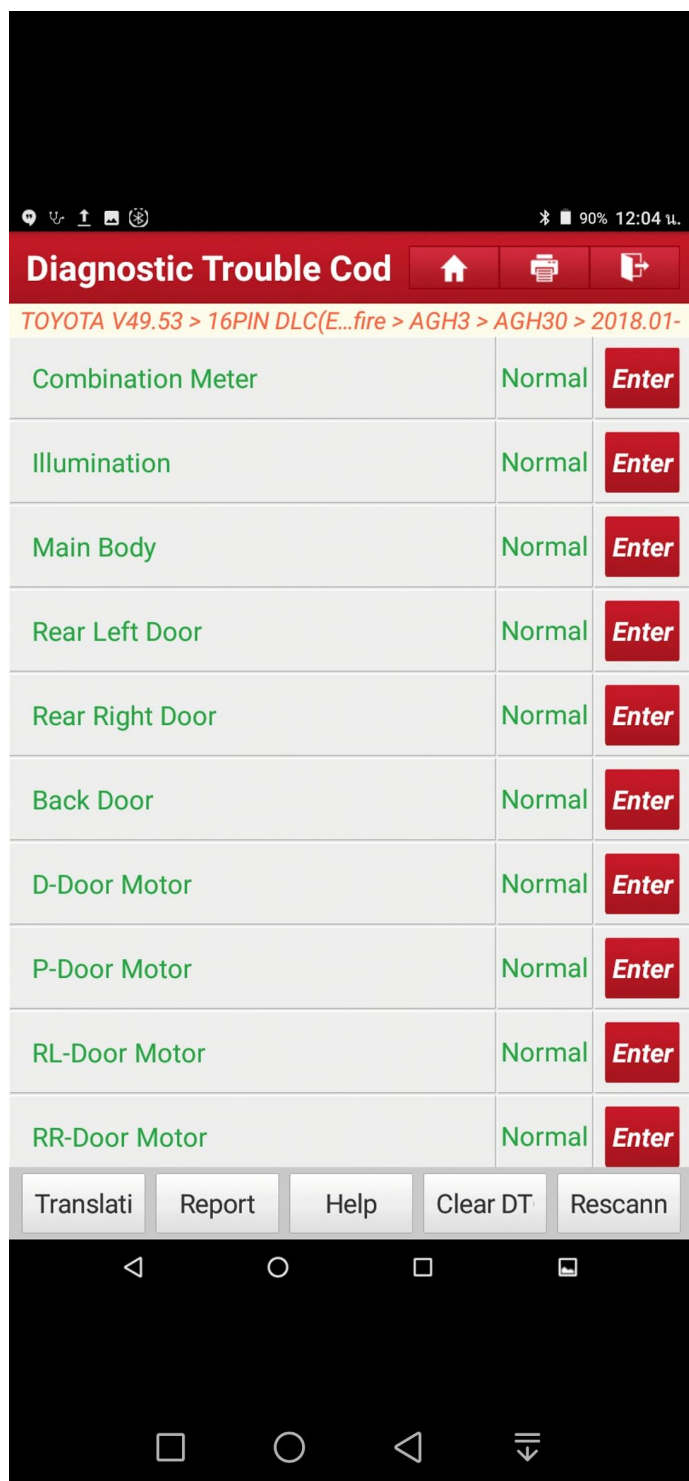 90% 12:04 น.
Diagnostic Trouble Cod
TOYOTA V49.53 > 16PIN DLC(E...fire > AGH3 > AGH30 > 2018.01-
Combination Meter Normal Enter
Illumination Normal Enter
Main Body Normal Enter
Rear Left Door Normal Enter
Rear Right Door Normal Enter
Back Door Normal Enter
D-Door Motor Normal Enter
P-Door Motor Normal Enter
RL-Door Motor Normal Enter
RR-Door Motor Normal Enter
Translati Report Help Clear DT Rescann